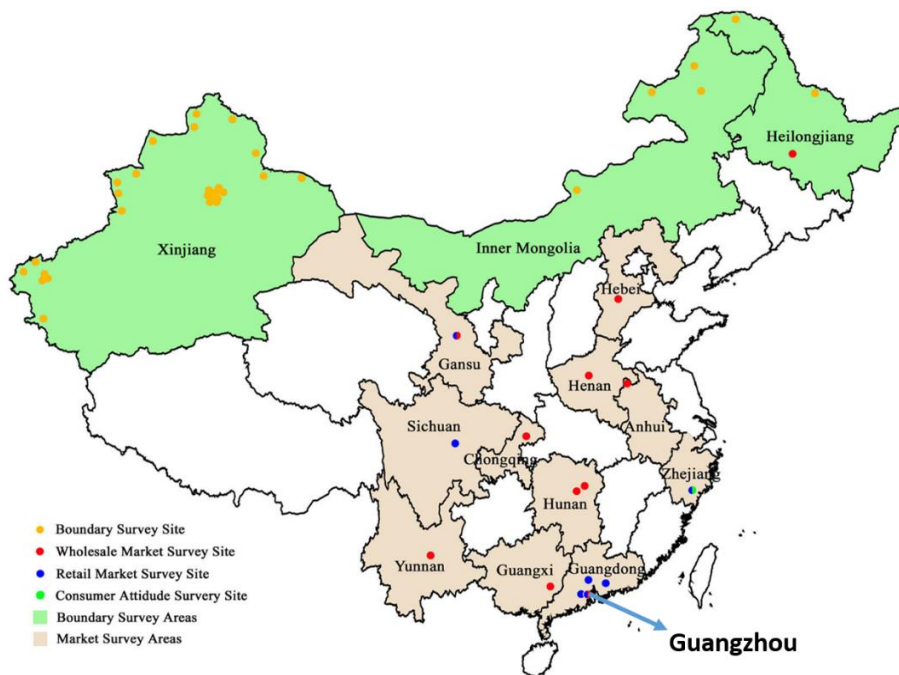 Heilongjiang
Xinjiang
Inner Mongolia
Hebei
Gansu
Henan
Sichuan
Anhui
Chongqing
Zhejiang
Hunan
Yunnan
Guangxi
Guangdong
Boundary Survey Site
Wholesale Market Survey Site
Retail Market Survey Site
Consumer Attidude Survery Site
Boundary Survey Areas
Market Survey Areas
Guangzhou